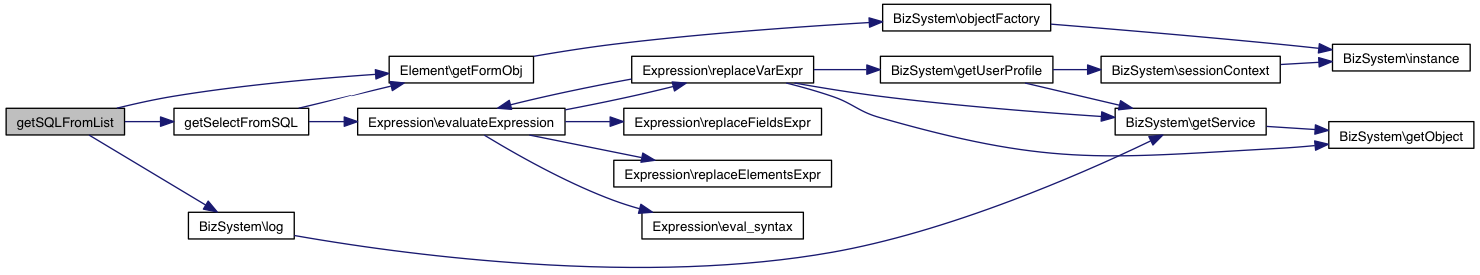 BizSystem\objectFactory
BizSystem\instance
Element\getFormObj
Expression\replaceVarExpr
BizSystem\getUserProfile
BizSystem\sessionContext
getSQLFromList
getSelectFromSQL
Expression\evaluateExpression
Expression\replaceFieldsExpr
BizSystem\getService
BizSystem\getObject
Expression\replaceElementsExpr
BizSystem\log
Expression\eval_syntax